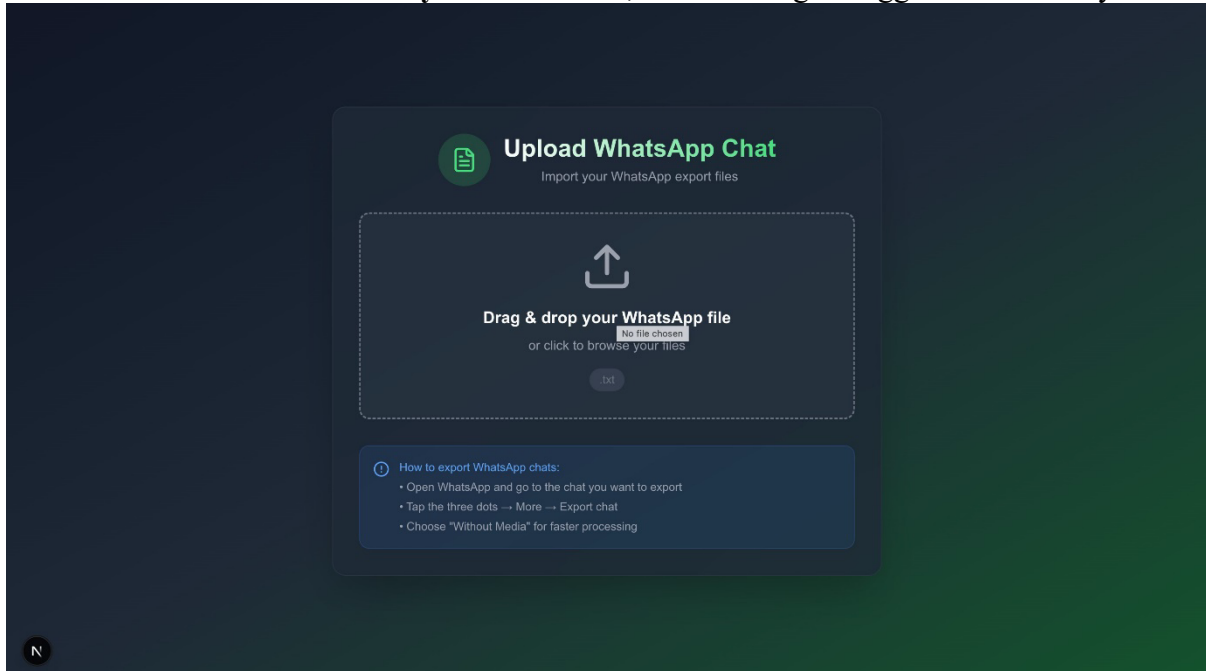 Upload WhatsApp Chat
Import your WhatsApp export files
Drag & drop your WhatsApp file
No file chosen
or click to browse your files
.txt
How to export WhatsApp chats:
• Open WhatsApp and go to the chat you want to export
• Tap the three dots → More → Export chat
• Choose "Without Media" for faster processing
N